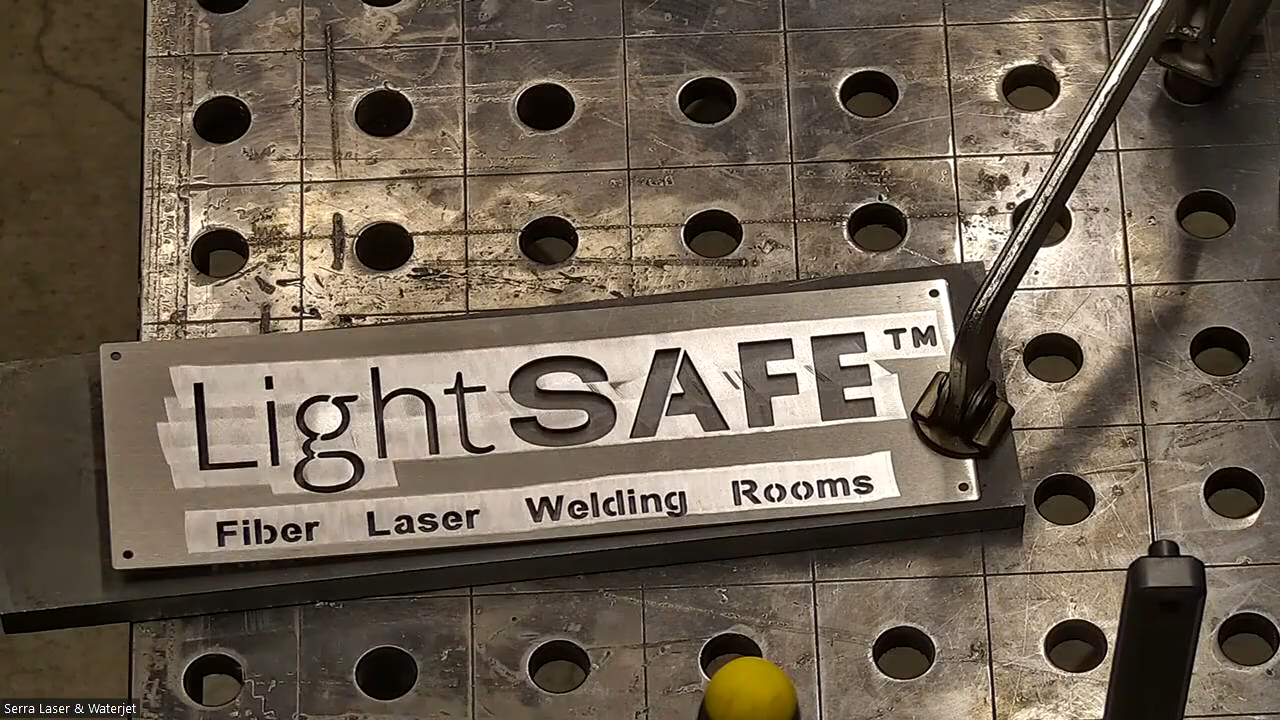 LightSAFE™
Fiber Laser Welding Rooms
Serra Laser & Waterjet